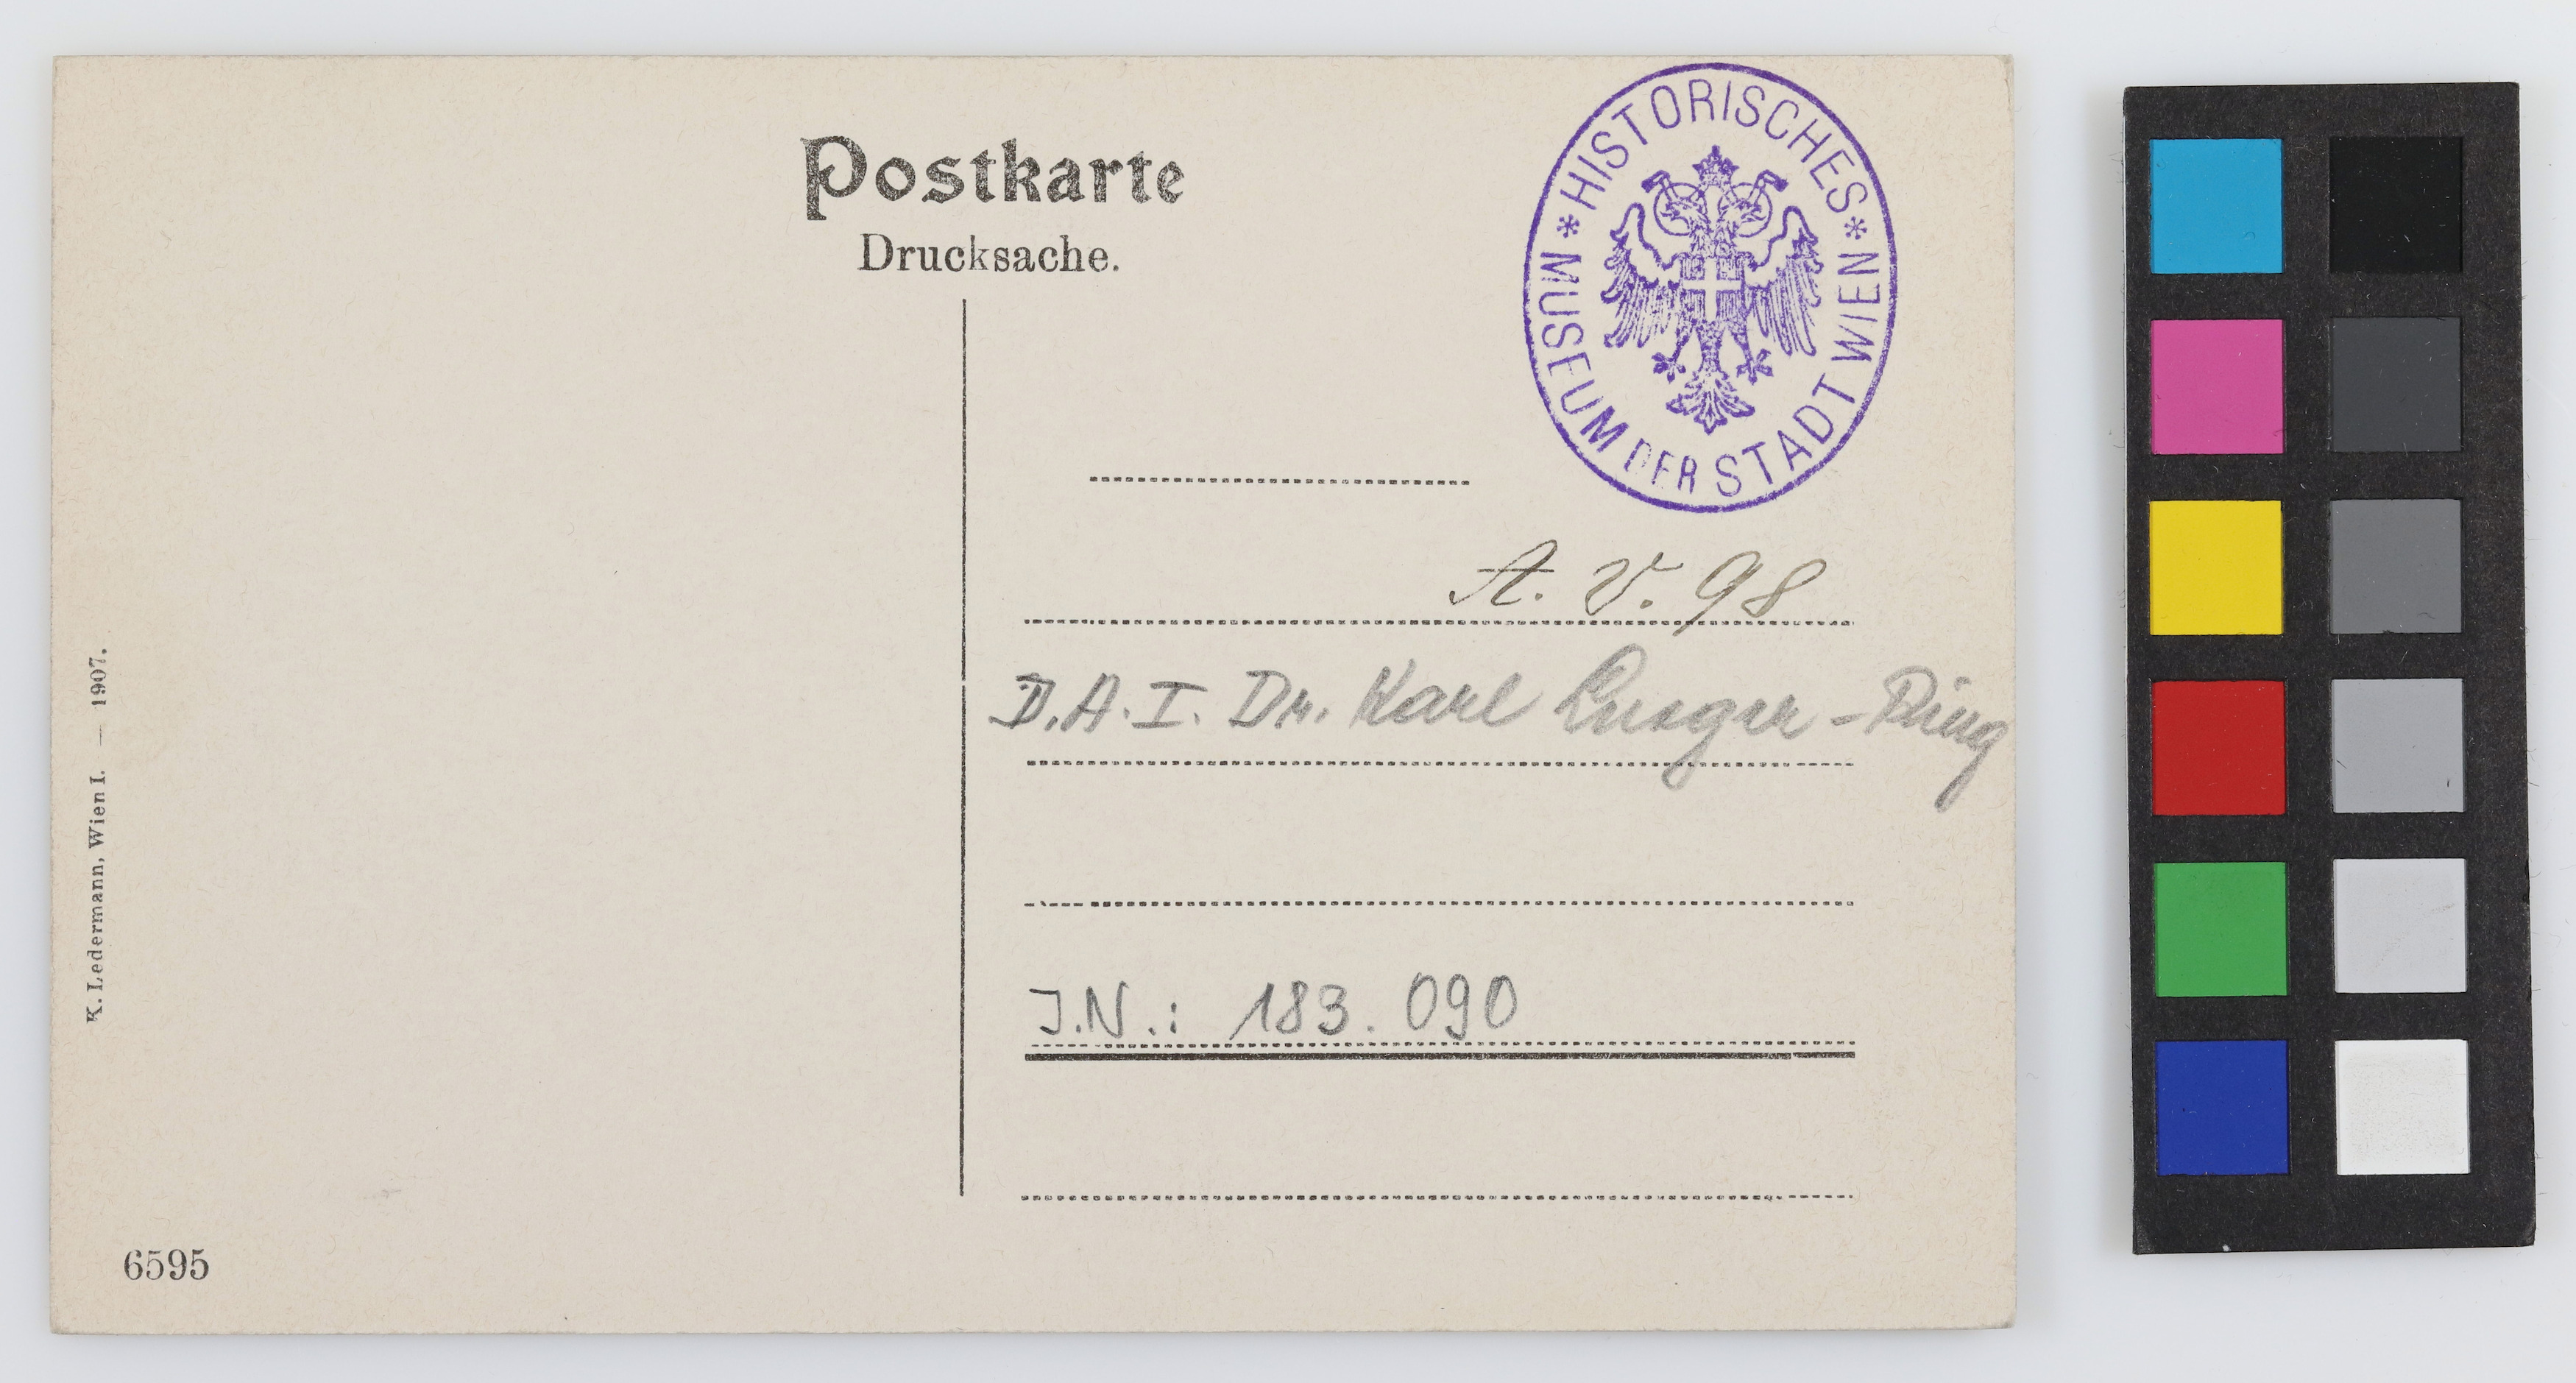 Postkarte
Drucksache.
* HISTORISCHES *
MUSEUM DER STADT WIEN
A. V. 98
D.A.I. Dr. Karl Lueger-Ring
J.N.: 183.090
K. Ledermann, Wien I. — 1907.
6595